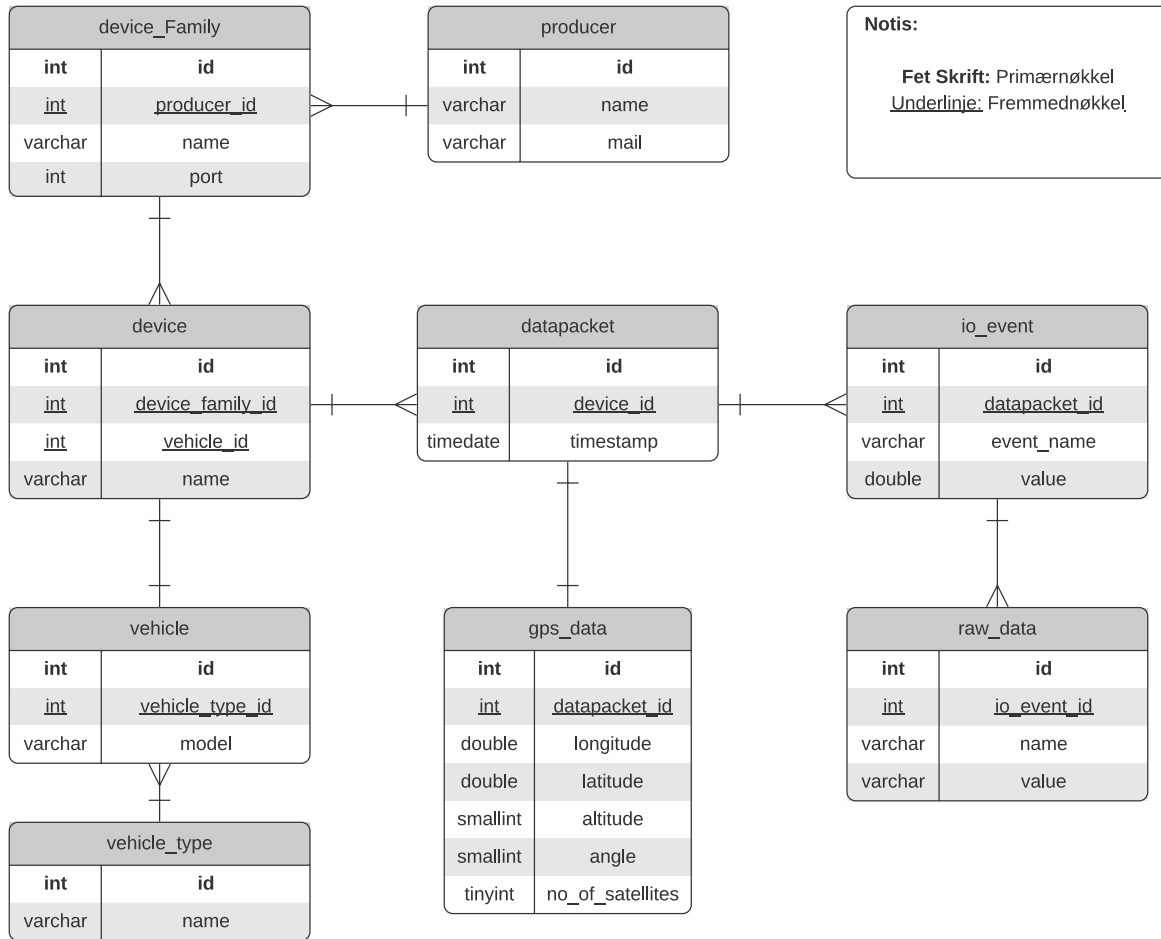 device_Family
int id
int producer_id
varchar name
int port
producer
int id
varchar name
varchar mail
Notis:
Fet Skrift: Primærnøkkel
Underlinje: Fremmednøkkel
device
int id
int device_family_id
int vehicle_id
varchar name
datapacket
int id
int device_id
timedate timestamp
io_event
int id
int datapacket_id
varchar event_name
double value
vehicle
int id
int vehicle_type_id
varchar model
gps_data
int id
int datapacket_id
double longitude
double latitude
smallint altitude
smallint angle
tinyint no_of_satellites
raw_data
int id
int io_event_id
varchar name
varchar value
vehicle_type
int id
varchar name